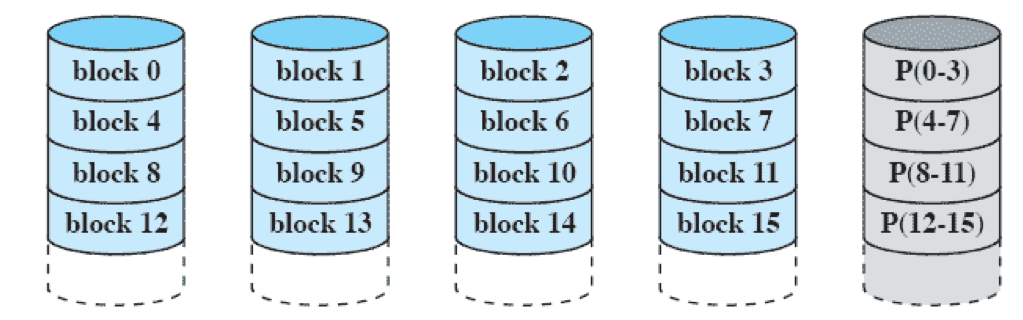 block 0 block 1 block 2 block 3 P(0-3)
block 4 block 5 block 6 block 7 P(4-7)
block 8 block 9 block 10 block 11 P(8-11)
block 12 block 13 block 14 block 15 P(12-15)